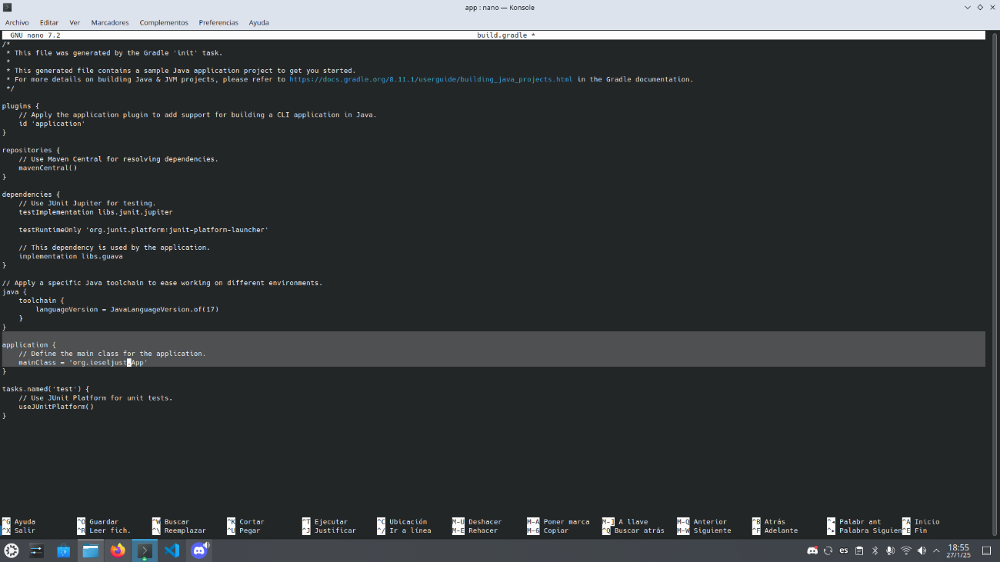 app : nano — Konsole
Archivo Editar Ver Marcadores Complementos Preferencias Ayuda
GNU nano 7.2 build.gradle *
/*
 * This file was generated by the Gradle 'init' task.
 *
 * This generated file contains a sample Java application project to get you started.
 * For more details on building Java & JVM projects, please refer to https://docs.gradle.org/8.11.1/userguide/building_java_projects.html in the Gradle documentation.
 */

plugins {
    // Apply the application plugin to add support for building a CLI application in Java.
    id 'application'
}

repositories {
    // Use Maven Central for resolving dependencies.
    mavenCentral()
}

dependencies {
    // Use JUnit Jupiter for testing.
    testImplementation libs.junit.jupiter

    testRuntimeOnly 'org.junit.platform:junit-platform-launcher'

    // This dependency is used by the application.
    implementation libs.guava
}

// Apply a specific Java toolchain to ease working on different environments.
java {
    toolchain {
        languageVersion = JavaLanguageVersion.of(17)
    }
}

application {
    // Define the main class for the application.
    mainClass = 'org.ieseljust.App'
}

tasks.named('test') {
    // Use JUnit Platform for unit tests.
    useJUnitPlatform()
}

^G Ayuda ^O Guardar ^W Buscar ^K Cortar ^T Ejecutar ^C Ubicación M-U Deshacer M-A Poner marca M-] A llave M-Q Anterior ^B Atrás ^◂ Palabr ant ^A Inicio
^X Salir ^R Leer fich. ^\ Reemplazar ^U Pegar ^J Justificar ^/ Ir a línea M-E Rehacer M-6 Copiar ^Q Buscar atrás M-W Siguiente ^F Adelante ^▸ Palabra Siguien ^E Fin
es 18:55
27/1/25